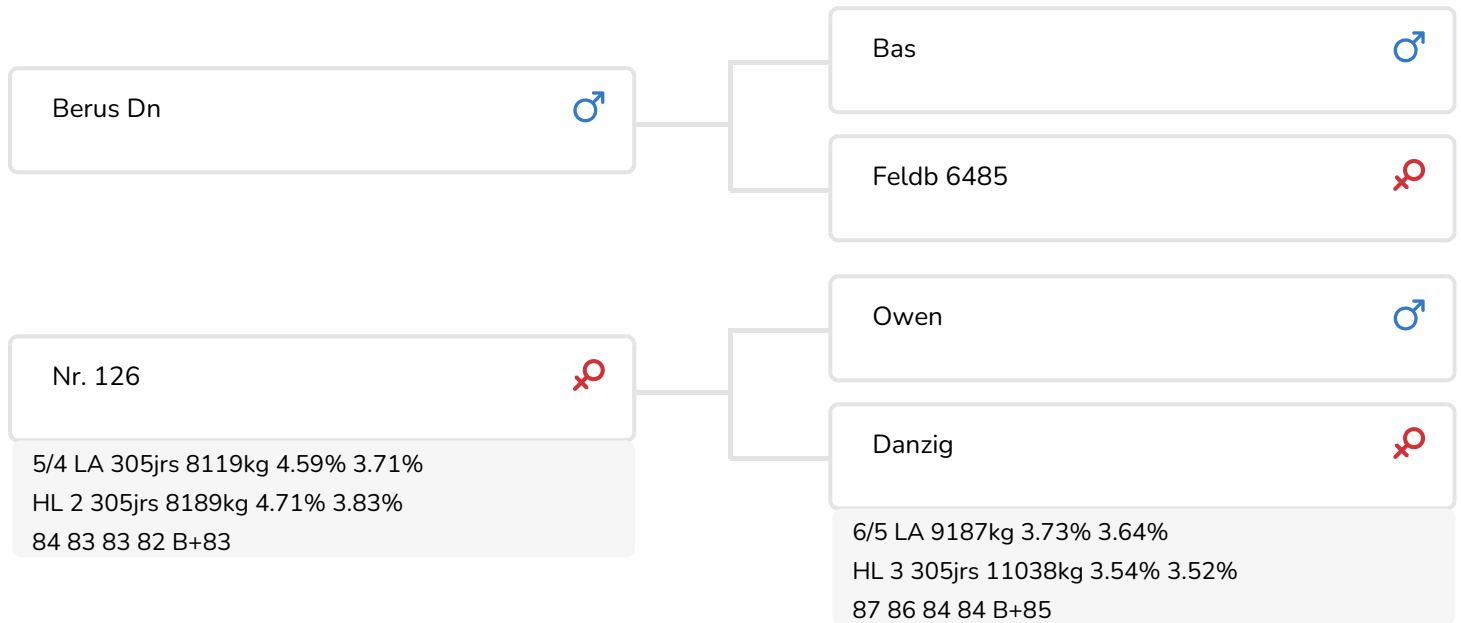 Berus Dn
Bas
Feldb 6485
Nr. 126
5/4 LA 305jrs 8119kg 4.59% 3.71%
HL 2 305jrs 8189kg 4.71% 3.83%
84 83 83 82 B+83
Owen
Danzig
6/5 LA 9187kg 3.73% 3.64%
HL 3 305jrs 11038kg 3.54% 3.52%
87 86 84 84 B+85